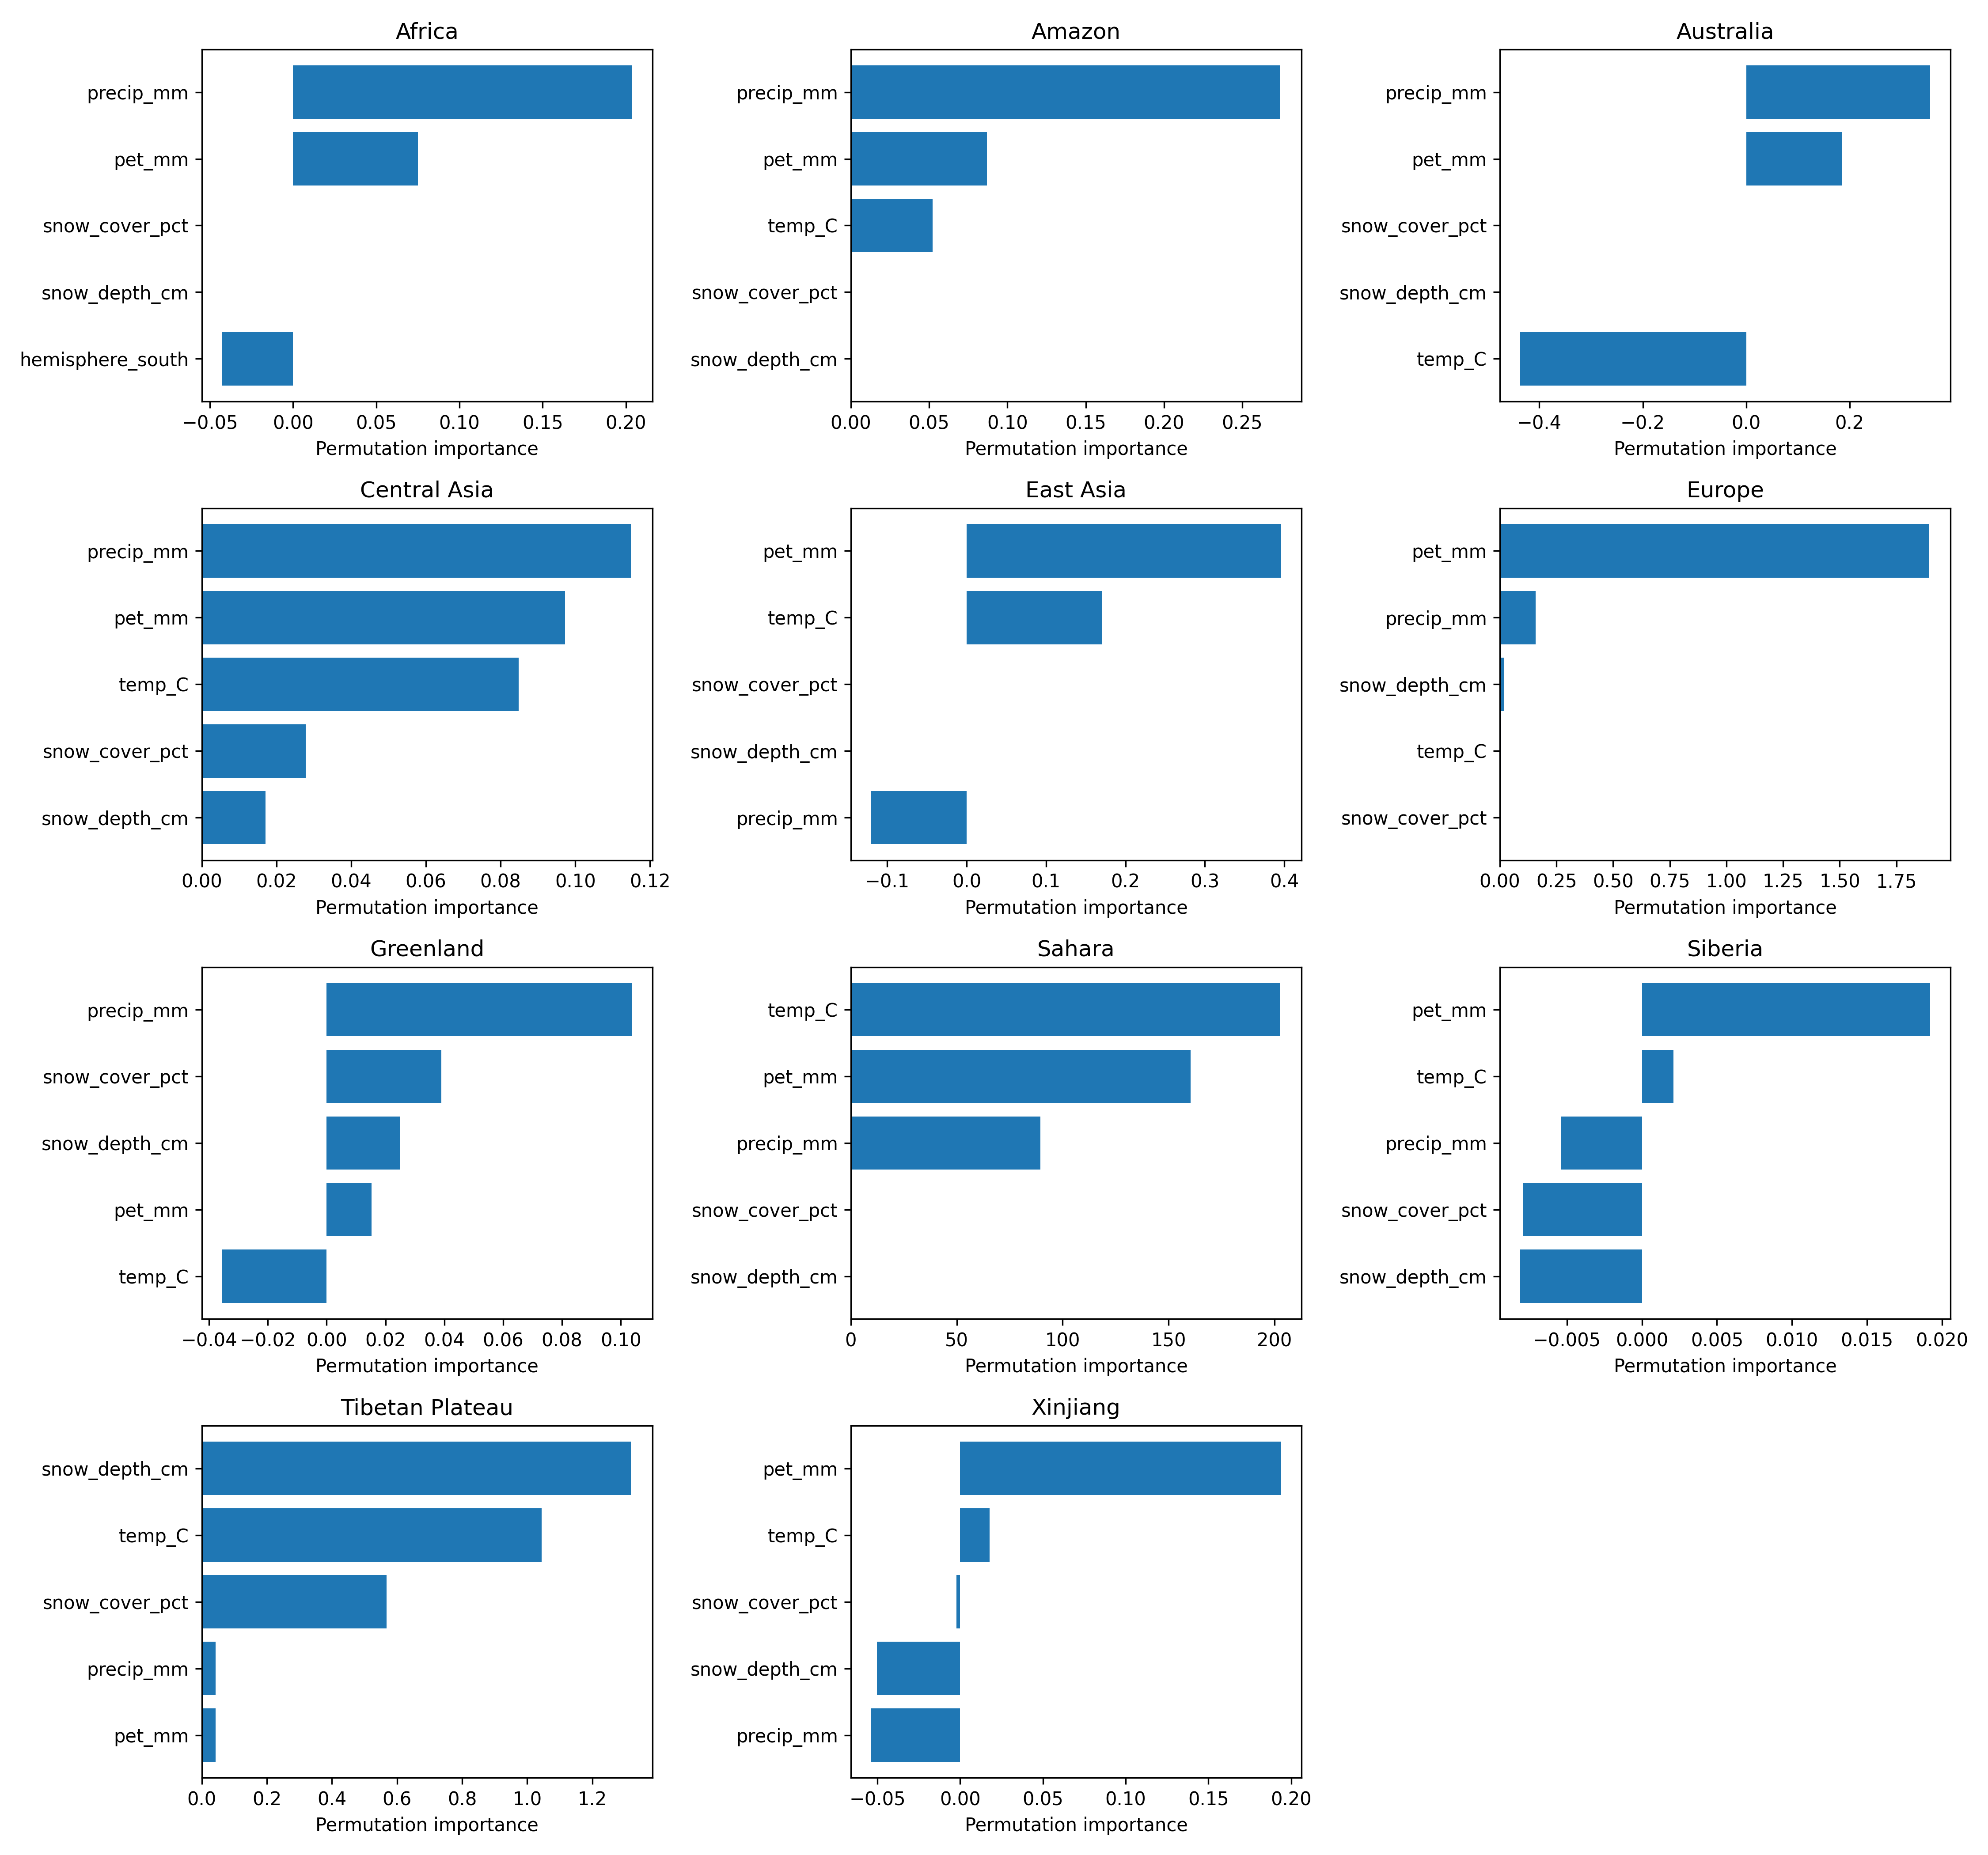 Africa
precip_mm
pet_mm
snow_cover_pct
snow_depth_cm
hemisphere_south
−0.05 0.00 0.05 0.10 0.15 0.20
Permutation importance
Amazon
precip_mm
pet_mm
temp_C
snow_cover_pct
snow_depth_cm
0.00 0.05 0.10 0.15 0.20 0.25
Permutation importance
Australia
precip_mm
pet_mm
snow_cover_pct
snow_depth_cm
temp_C
−0.4 −0.2 0.0 0.2
Permutation importance
Central Asia
precip_mm
pet_mm
temp_C
snow_cover_pct
snow_depth_cm
0.00 0.02 0.04 0.06 0.08 0.10 0.12
Permutation importance
East Asia
pet_mm
temp_C
snow_cover_pct
snow_depth_cm
precip_mm
−0.1 0.0 0.1 0.2 0.3 0.4
Permutation importance
Europe
pet_mm
precip_mm
snow_depth_cm
temp_C
snow_cover_pct
0.00 0.25 0.50 0.75 1.00 1.25 1.50 1.75
Permutation importance
Greenland
precip_mm
snow_cover_pct
snow_depth_cm
pet_mm
temp_C
−0.04 −0.02 0.00 0.02 0.04 0.06 0.08 0.10
Permutation importance
Sahara
temp_C
pet_mm
precip_mm
snow_cover_pct
snow_depth_cm
0 50 100 150 200
Permutation importance
Siberia
pet_mm
temp_C
precip_mm
snow_cover_pct
snow_depth_cm
−0.005 0.000 0.005 0.010 0.015 0.020
Permutation importance
Tibetan Plateau
snow_depth_cm
temp_C
snow_cover_pct
precip_mm
pet_mm
0.0 0.2 0.4 0.6 0.8 1.0 1.2
Permutation importance
Xinjiang
pet_mm
temp_C
snow_cover_pct
snow_depth_cm
precip_mm
−0.05 0.00 0.05 0.10 0.15 0.20
Permutation importance